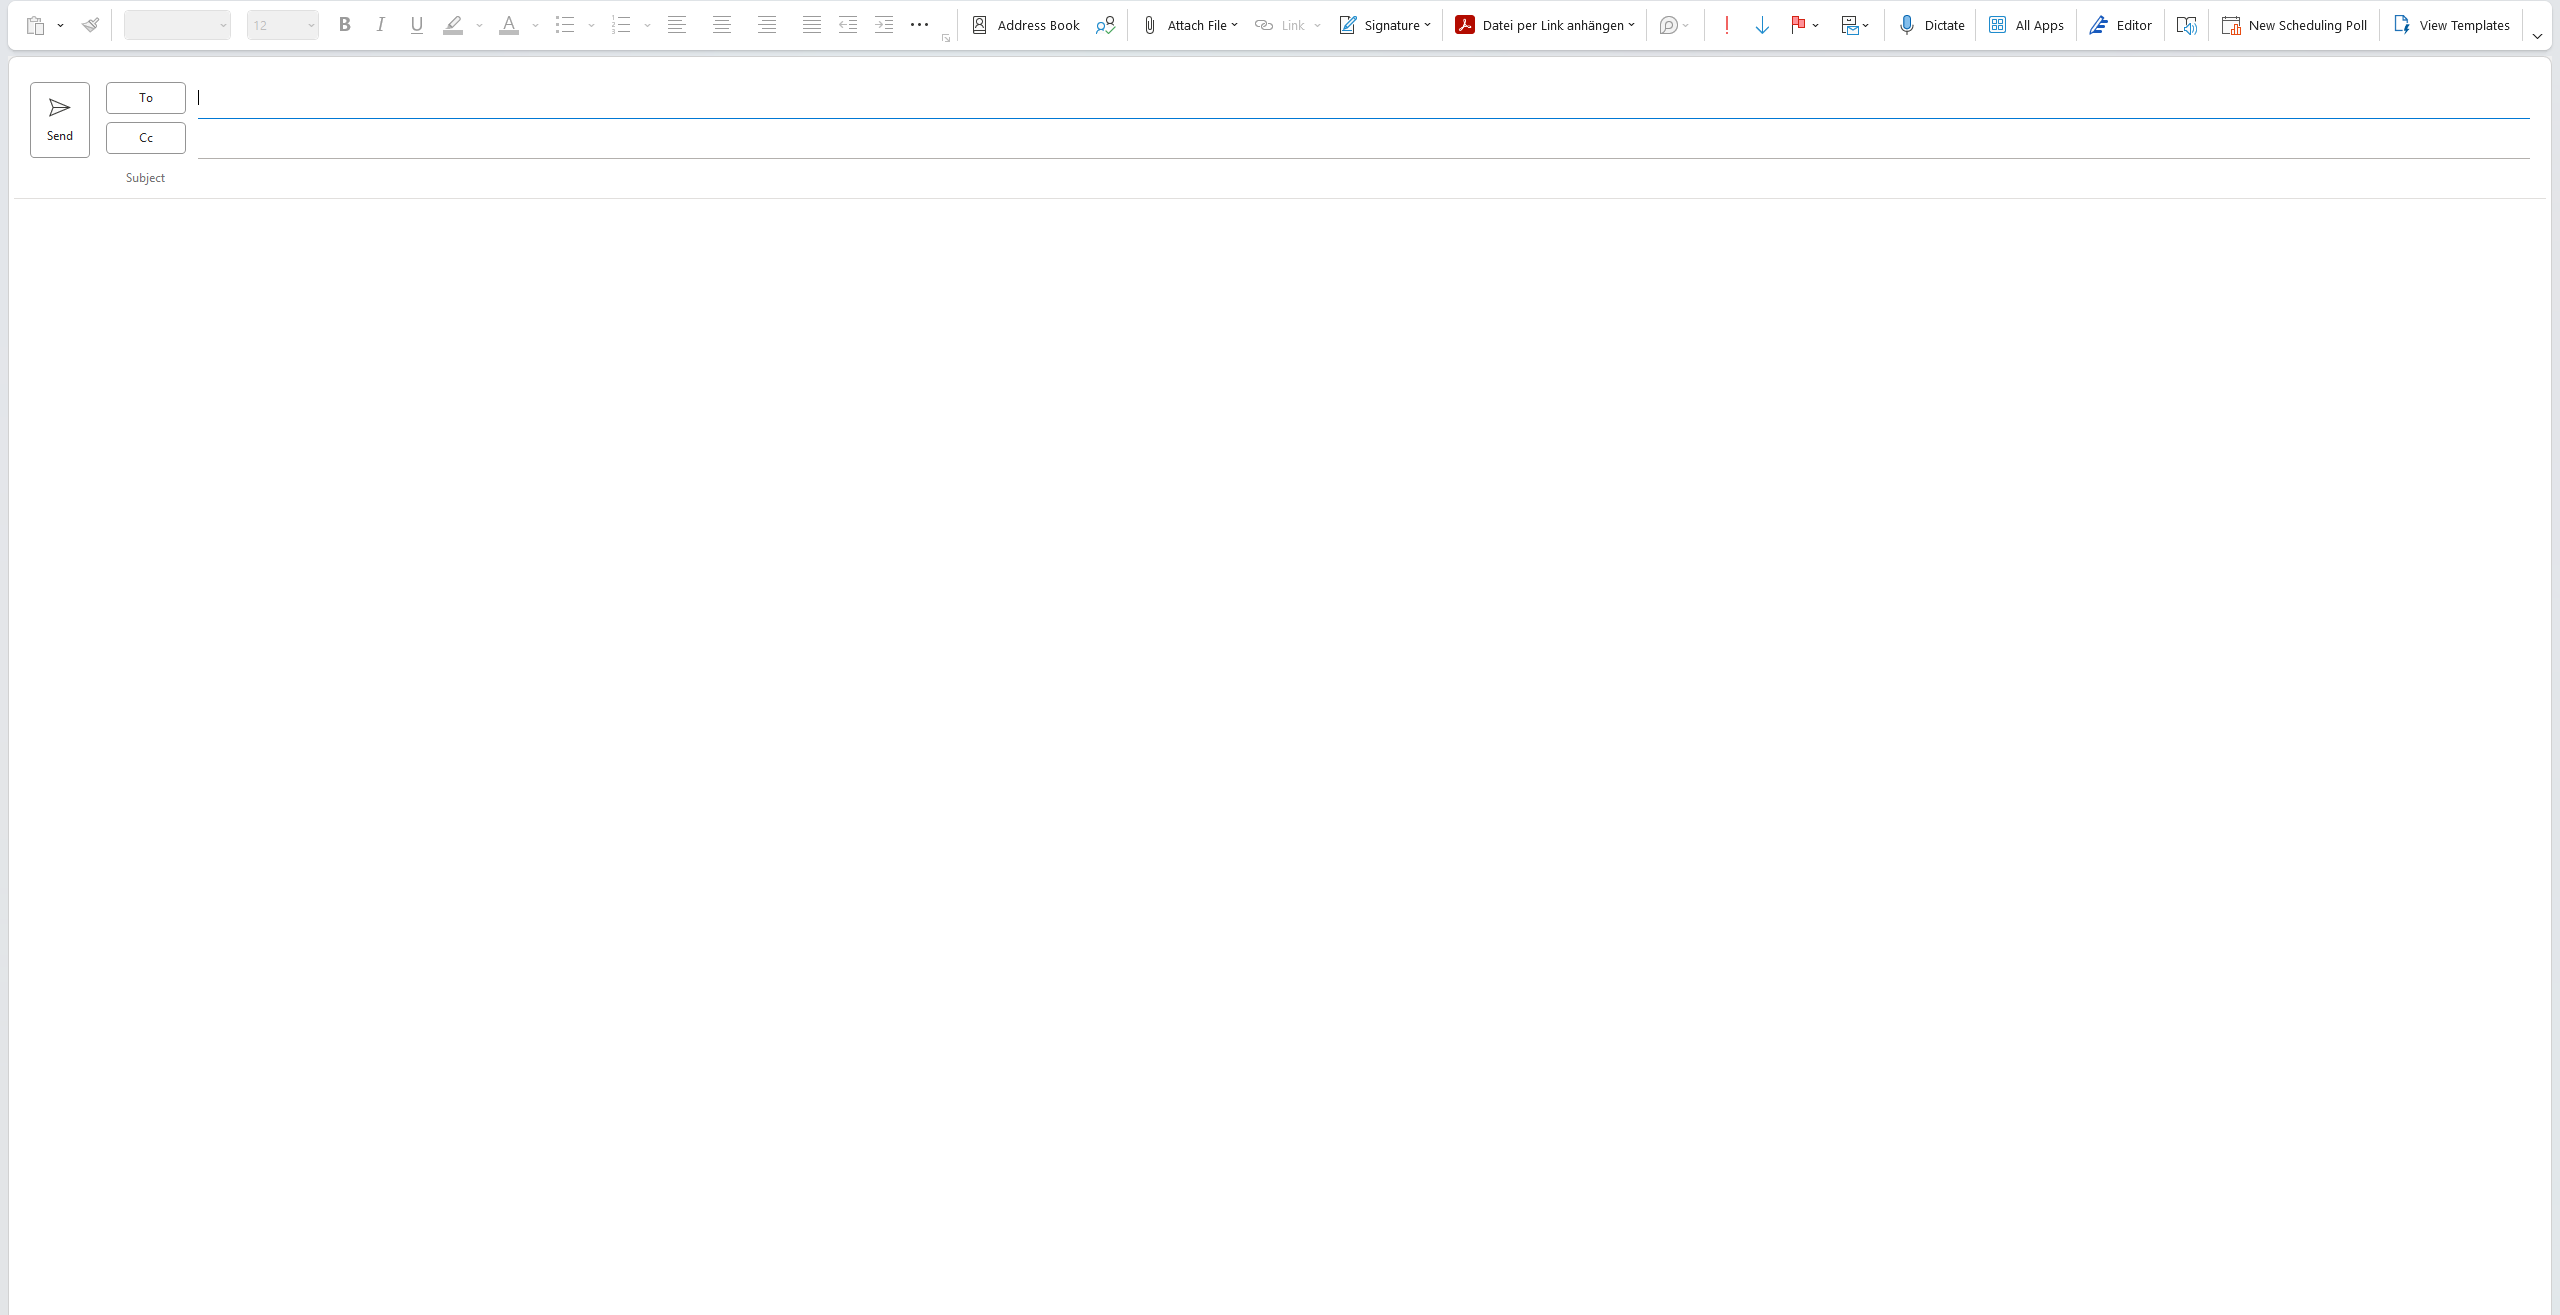 12 B I U A Address Book Attach File Link Signature Datei per Link anhängen Dictate All Apps Editor New Scheduling Poll View Templates
To
Send
Cc
Subject